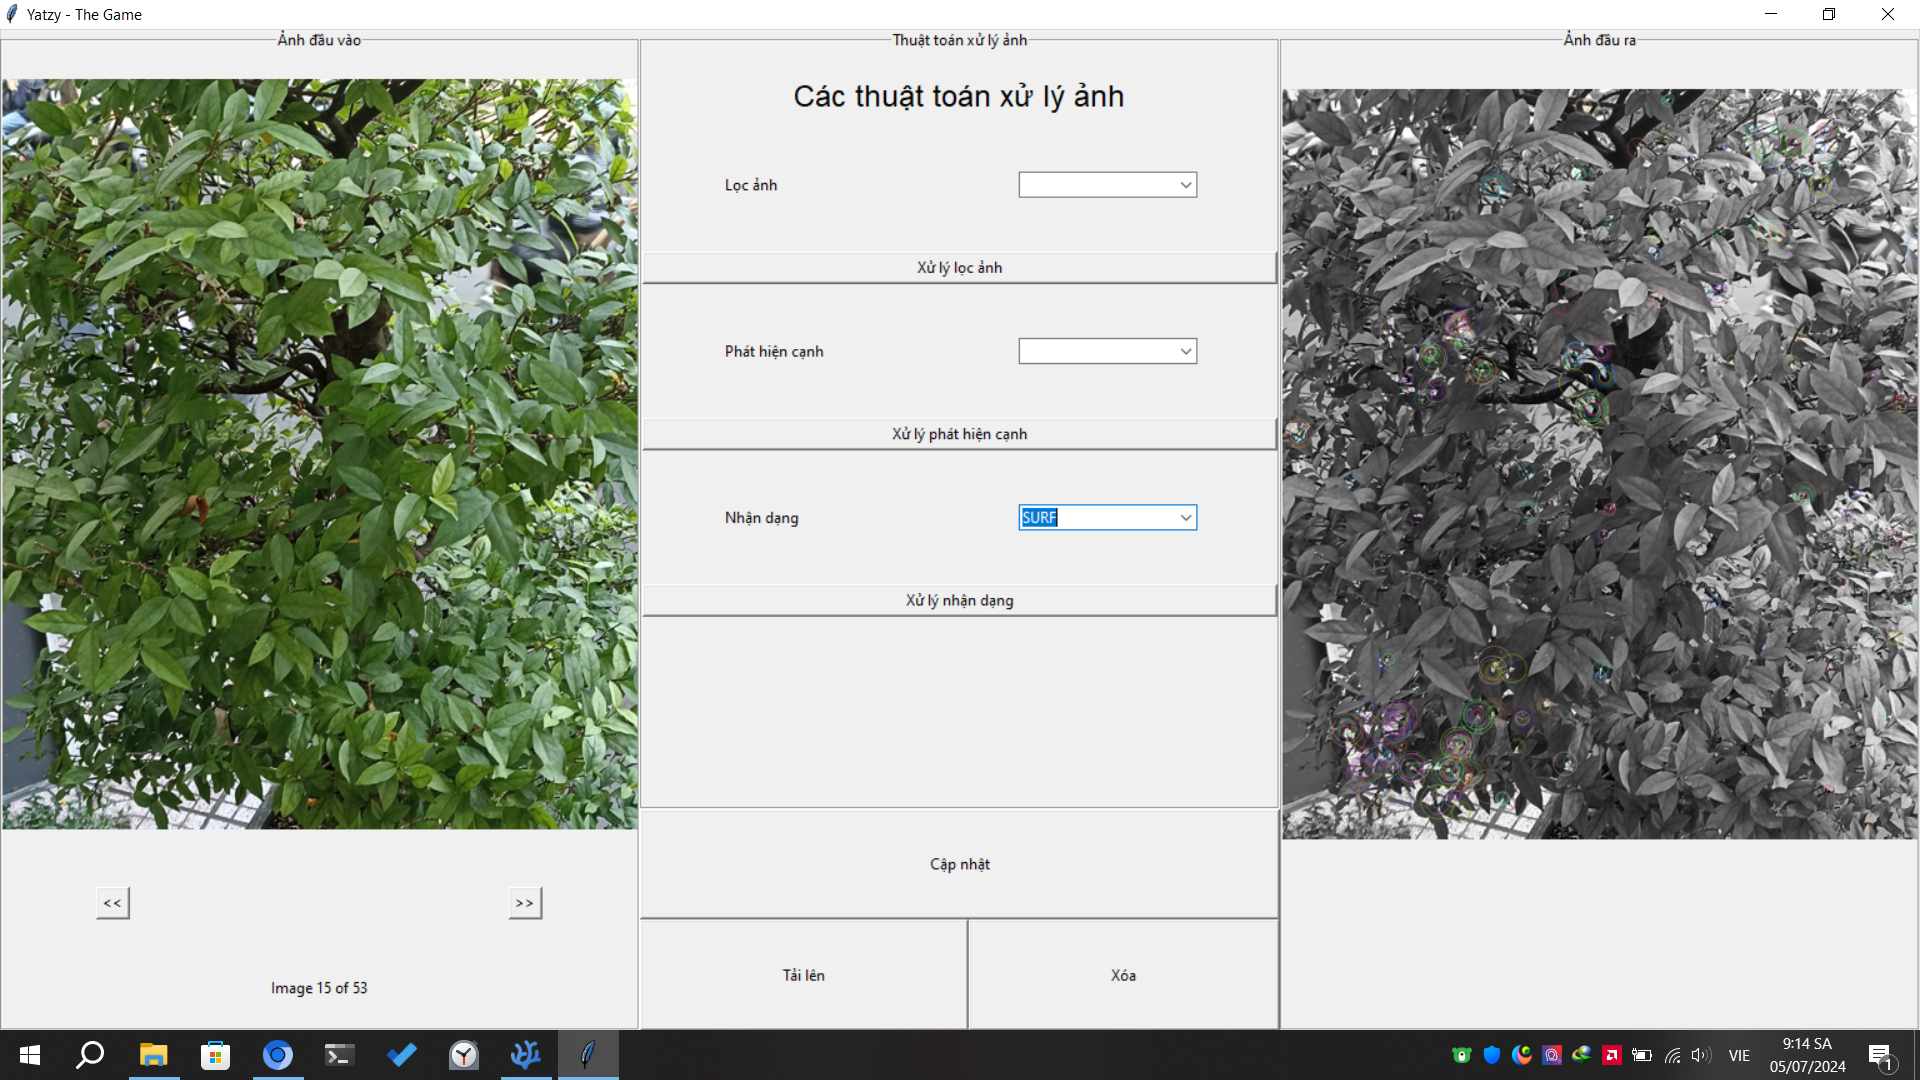 Yatzy - The Game
Ảnh đầu vào
Thuật toán xử lý ảnh
Ảnh đầu ra
Các thuật toán xử lý ảnh
Lọc ảnh
Xử lý lọc ảnh
Phát hiện cạnh
Xử lý phát hiện cạnh
Nhận dạng
SURF
Xử lý nhận dạng
Cập nhật
<<
>>
Tải lên
Xóa
Image 15 of 53
VIE
9:14 SA
05/07/2024
1